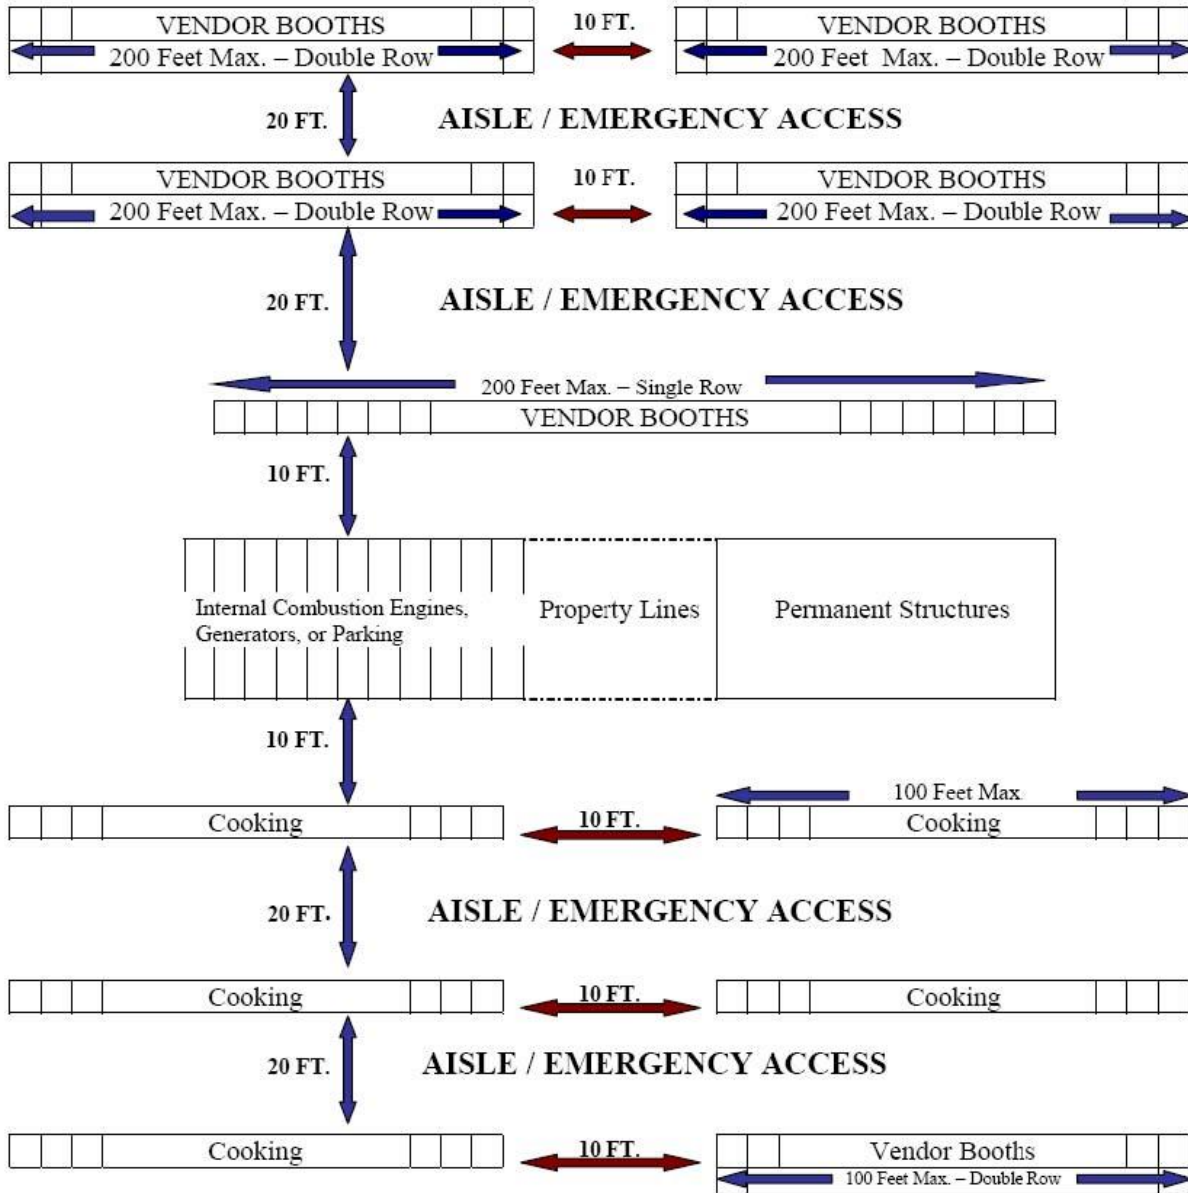 VENDOR BOOTHS 10 FT. VENDOR BOOTHS
200 Feet Max. – Double Row 200 Feet Max. – Double Row
20 FT. AISLE / EMERGENCY ACCESS
VENDOR BOOTHS 10 FT. VENDOR BOOTHS
200 Feet Max. – Double Row 200 Feet Max. – Double Row
20 FT. AISLE / EMERGENCY ACCESS
200 Feet Max. – Single Row
VENDOR BOOTHS
10 FT.
Internal Combustion Engines,
Generators, or Parking
Property Lines
Permanent Structures
10 FT.
100 Feet Max.
Cooking 10 FT. Cooking
20 FT. AISLE / EMERGENCY ACCESS
Cooking 10 FT. Cooking
20 FT. AISLE / EMERGENCY ACCESS
Cooking 10 FT. Vendor Booths
100 Feet Max. – Double Row